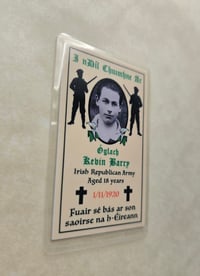 I nDíl Chuimhne Ar
Óglach
Kevin Barry
Irish Republican Army
Aged 18 years
1/11/1920
Fuair sé bás ar son
saoirse na h-Éireann